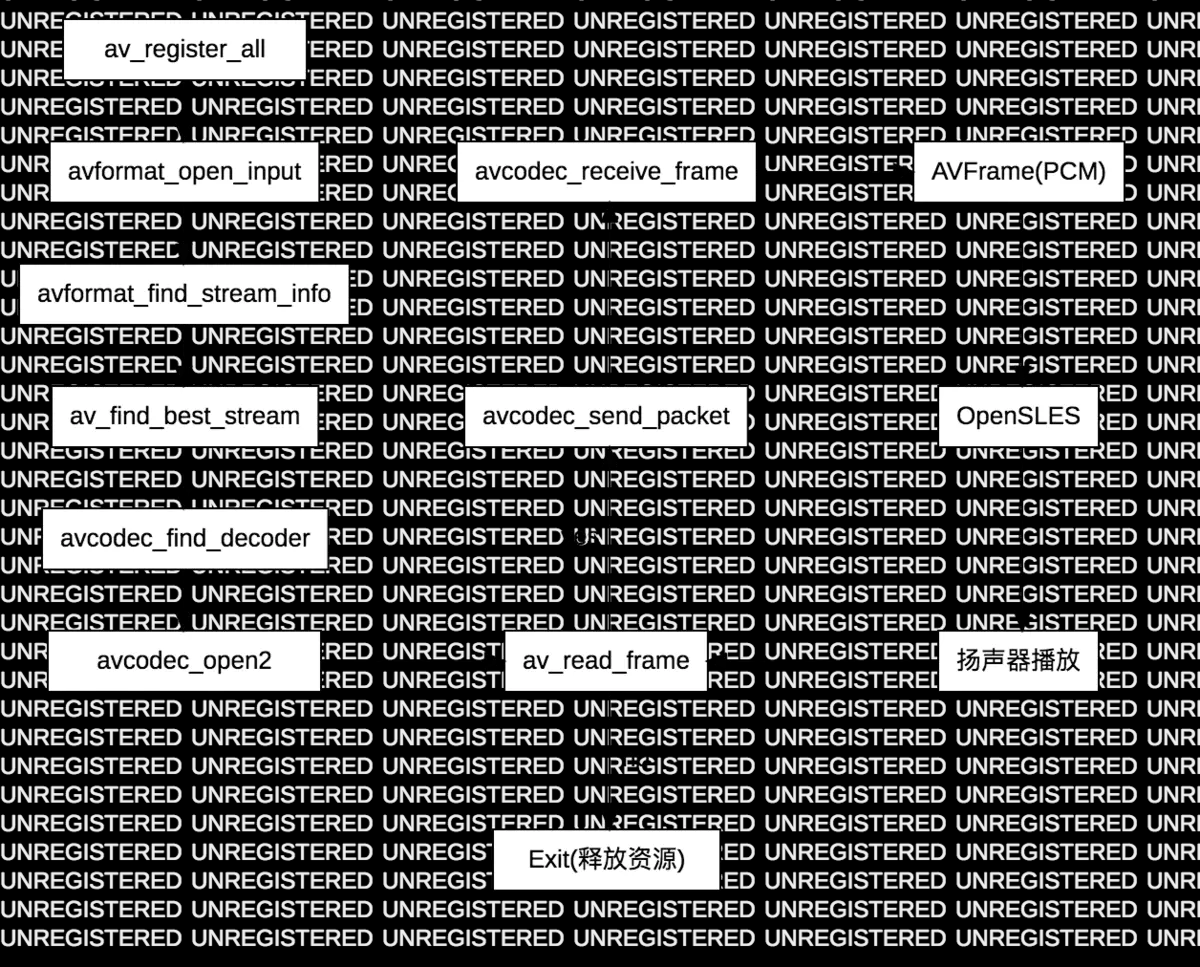 av_register_all
avformat_open_input
avformat_find_stream_info
av_find_best_stream
avcodec_find_decoder
avcodec_open2
avcodec_receive_frame
avcodec_send_packet
av_read_frame
Exit(释放资源)
AVFrame(PCM)
OpenSLES
扬声器播放
UNREGISTERED UNREGISTERED UNREGISTERED UNREGISTERED UNREGISTERED UNREGISTERED